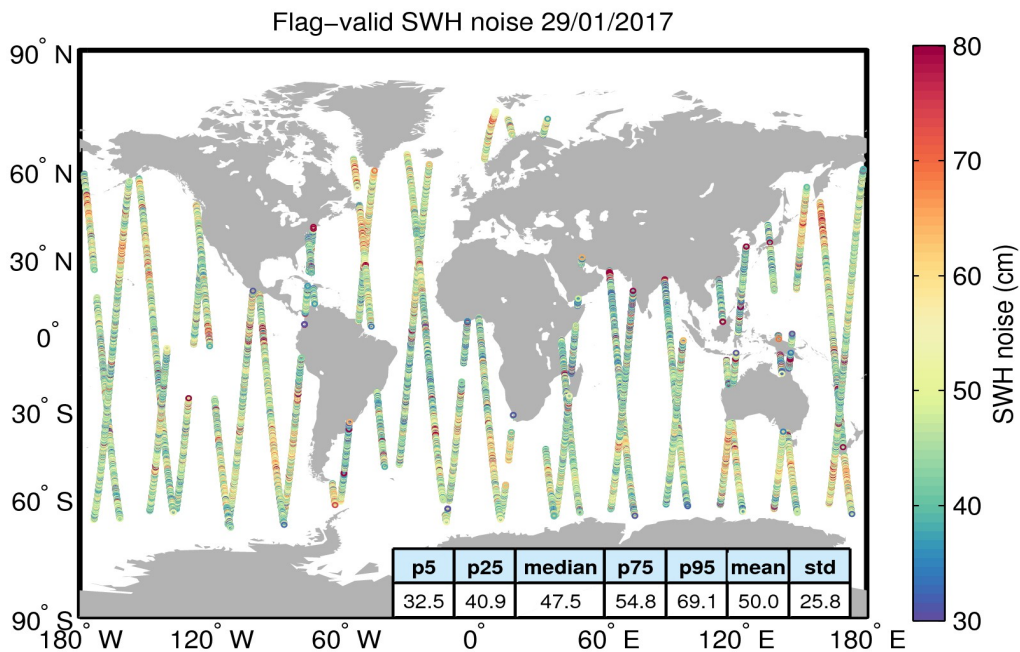 Flag−valid SWH noise 29/01/2017
90° N
60° N
30° N
0°
30° S
60° S
90° S
180° W
120° W
60° W
0°
60° E
120° E
180° E
p5 p25 median p75 p95 mean std
32.5 40.9 47.5 54.8 69.1 50.0 25.8
80
70
60
50
40
30
SWH noise (cm)